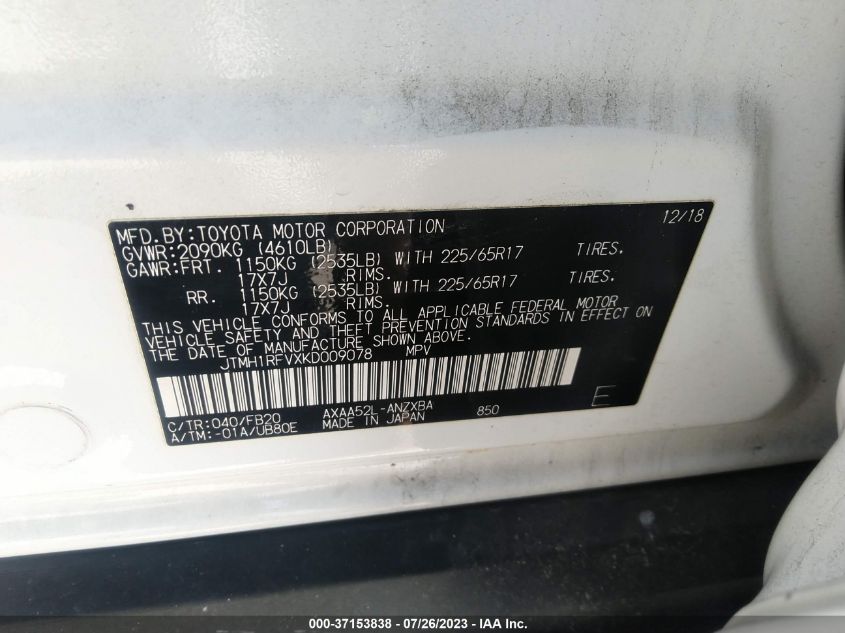 MFD.BY:TOYOTA MOTOR CORPORATION 12/18
GVWR:2090KG (4610LB)
GAWR:FRT. 1150KG (2535LB) WITH 225/65R17 TIRES.
17X7J RIMS.
RR. 1150KG (2535LB) WITH 225/65R17 TIRES.
17X7J RIMS.
THIS VEHICLE CONFORMS TO ALL APPLICABLE FEDERAL MOTOR
VEHICLE SAFETY AND THEFT PREVENTION STANDARDS IN EFFECT ON
THE DATE OF MANUFACTURE SHOWN ABOVE.
JTMH1RFVXKD009078 MPV
C/TR:040/FB20 AXAA52L-ANZXBA 850 E
A/TM:-01A/UB80E MADE IN JAPAN
000-37153838 - 07/26/2023 - IAA Inc.